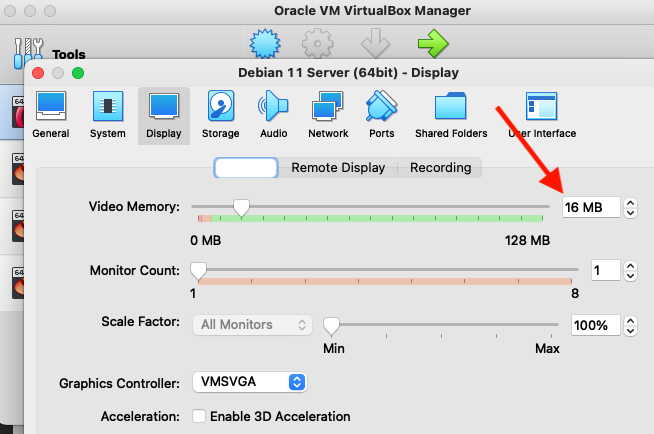 Oracle VM VirtualBox Manager
Tools
Debian 11 Server (64bit) - Display
General System Display Storage Audio Network Ports Shared Folders User Interface
Remote Display Recording
Video Memory: 16 MB
0 MB 128 MB
Monitor Count: 1
1 8
Scale Factor: All Monitors 100%
Min Max
Graphics Controller: VMSVGA
Acceleration: Enable 3D Acceleration